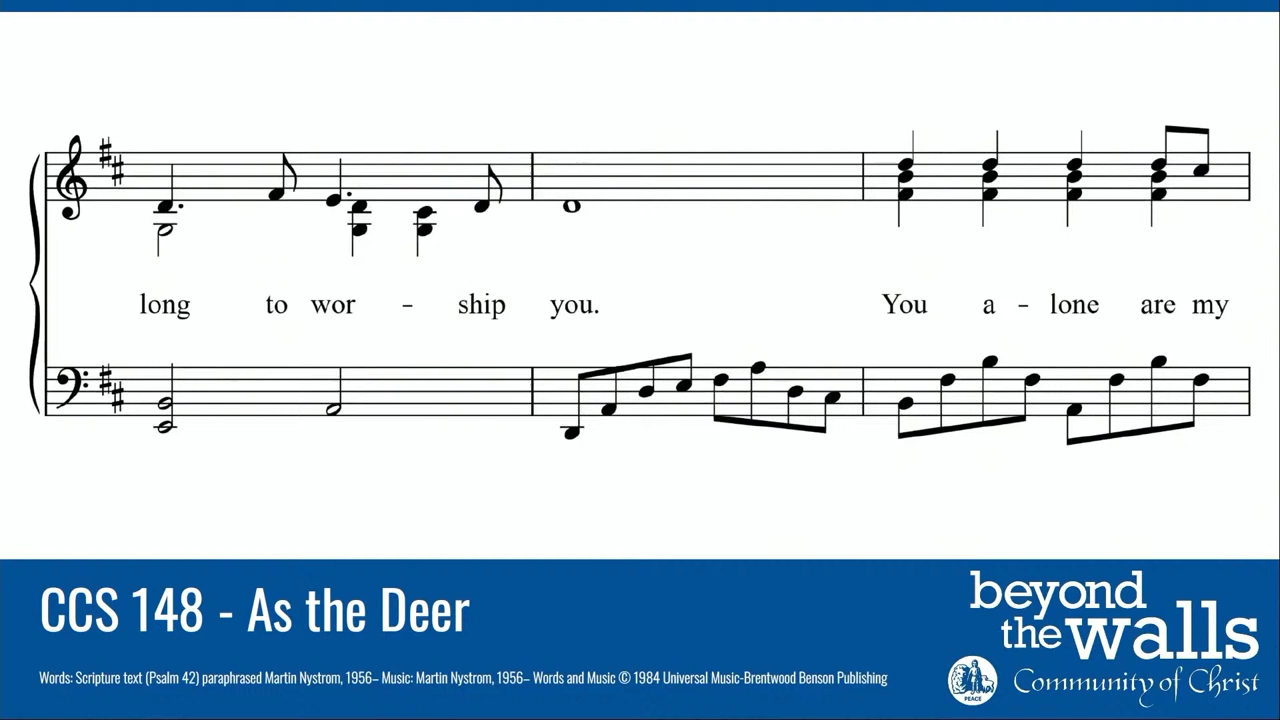 long to wor - ship you. You a - lone are my
CCS 148 - As the Deer
Words: Scripture text (Psalm 42) paraphrased Martin Nystrom, 1956– Music: Martin Nystrom, 1956– Words and Music © 1984 Universal Music-Brentwood Benson Publishing
beyond
the walls
PEACE
Community of Christ